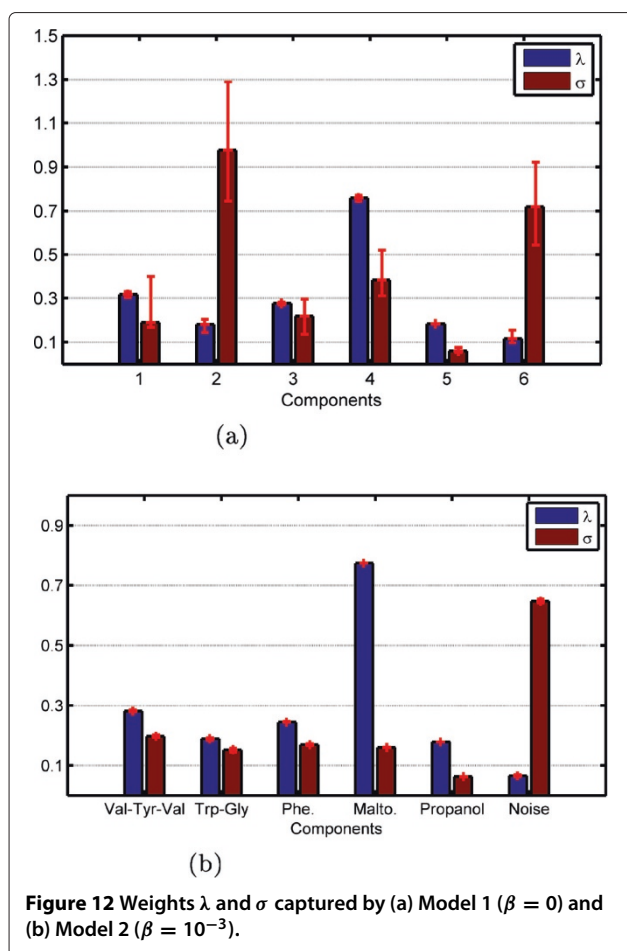 1.5
1.3
1.1
0.9
0.7
0.5
0.3
0.1
λ
σ
1 2 3 4 5 6
Components
(a)
0.9
0.7
0.5
0.3
0.1
λ
σ
Val-Tyr-Val Trp-Gly Phe. Malto. Propanol Noise
Components
(b)
Figure 12 Weights λ and σ captured by (a) Model 1 (β = 0) and
(b) Model 2 (β = 10⁻³).